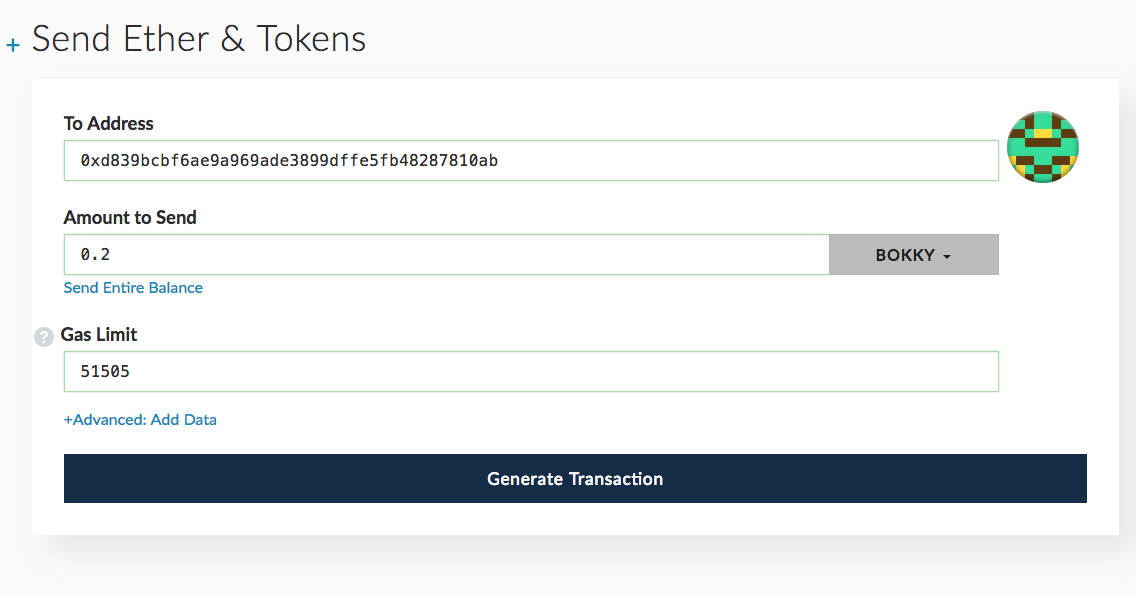 + Send Ether & Tokens
To Address
0xd839bcbf6ae9a969ade3899dffe5fb48287810ab
Amount to Send
0.2
BOKKY
Send Entire Balance
? Gas Limit
51505
+Advanced: Add Data
Generate Transaction